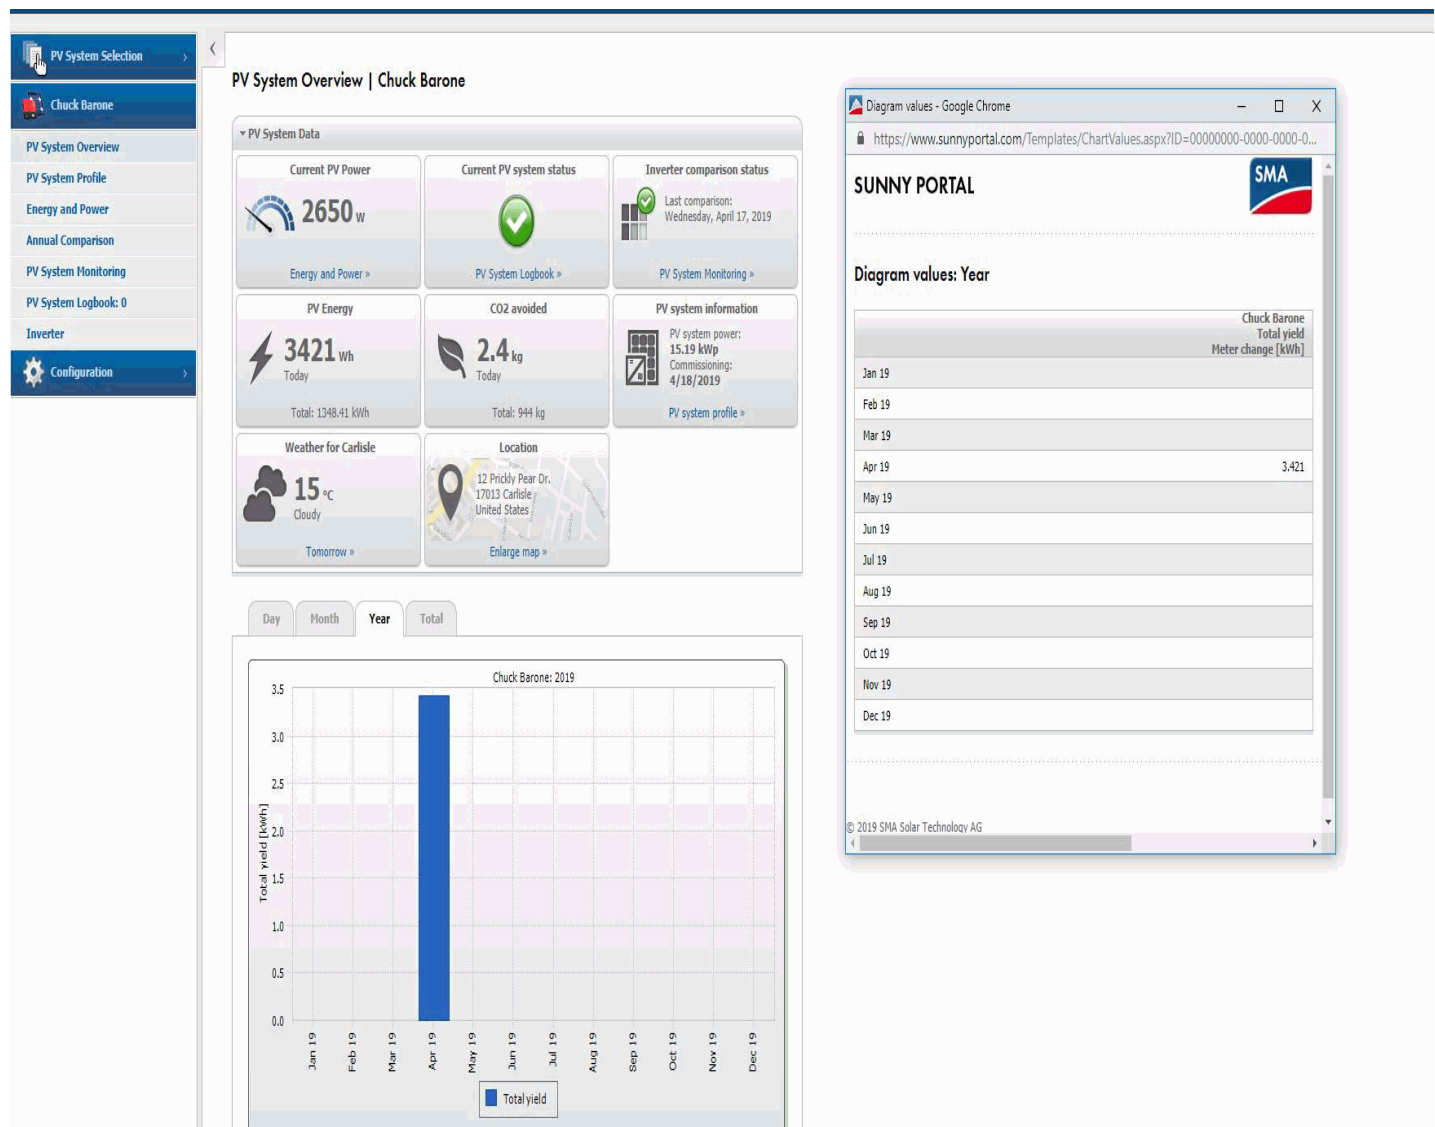 PV System Selection
Chuck Barone
PV System Overview
PV System Profile
Energy and Power
Annual Comparison
PV System Monitoring
PV System Logbook: 0
Inverter
Configuration
PV System Overview | Chuck Barone
PV System Data
Current PV Power
2650 W
Energy and Power »
Current PV system status
PV System Logbook »
Inverter comparison status
Last comparison:
Wednesday, April 17, 2019
PV System Monitoring »
PV Energy
3421 Wh
Today
Total: 1348.41 kWh
CO2 avoided
2.4 kg
Today
Total: 944 kg
PV system information
PV system power:
15.19 kWp
Commissioning:
4/18/2019
PV system profile »
Weather for Carlisle
15 °C
Cloudy
Tomorrow »
Location
12 Prickly Pear Dr.
17013 Carlisle
United States
Enlarge map »
Day Month Year Total
Chuck Barone: 2019
Total yield [kWh]
3.5
3.0
2.5
2.0
1.5
1.0
0.5
0.0
Jan 19 Feb 19 Mar 19 Apr 19 May 19 Jun 19 Jul 19 Aug 19 Sep 19 Oct 19 Nov 19 Dec 19
Total yield
Diagram values - Google Chrome
https://www.sunnyportal.com/Templates/ChartValues.aspx?ID=00000000-0000-0000-0...
SUNNY PORTAL
SMA
Diagram values: Year
Chuck Barone
Total yield
Meter change [kWh]
Jan 19
Feb 19
Mar 19
Apr 19 3.421
May 19
Jun 19
Jul 19
Aug 19
Sep 19
Oct 19
Nov 19
Dec 19
© 2019 SMA Solar Technology AG